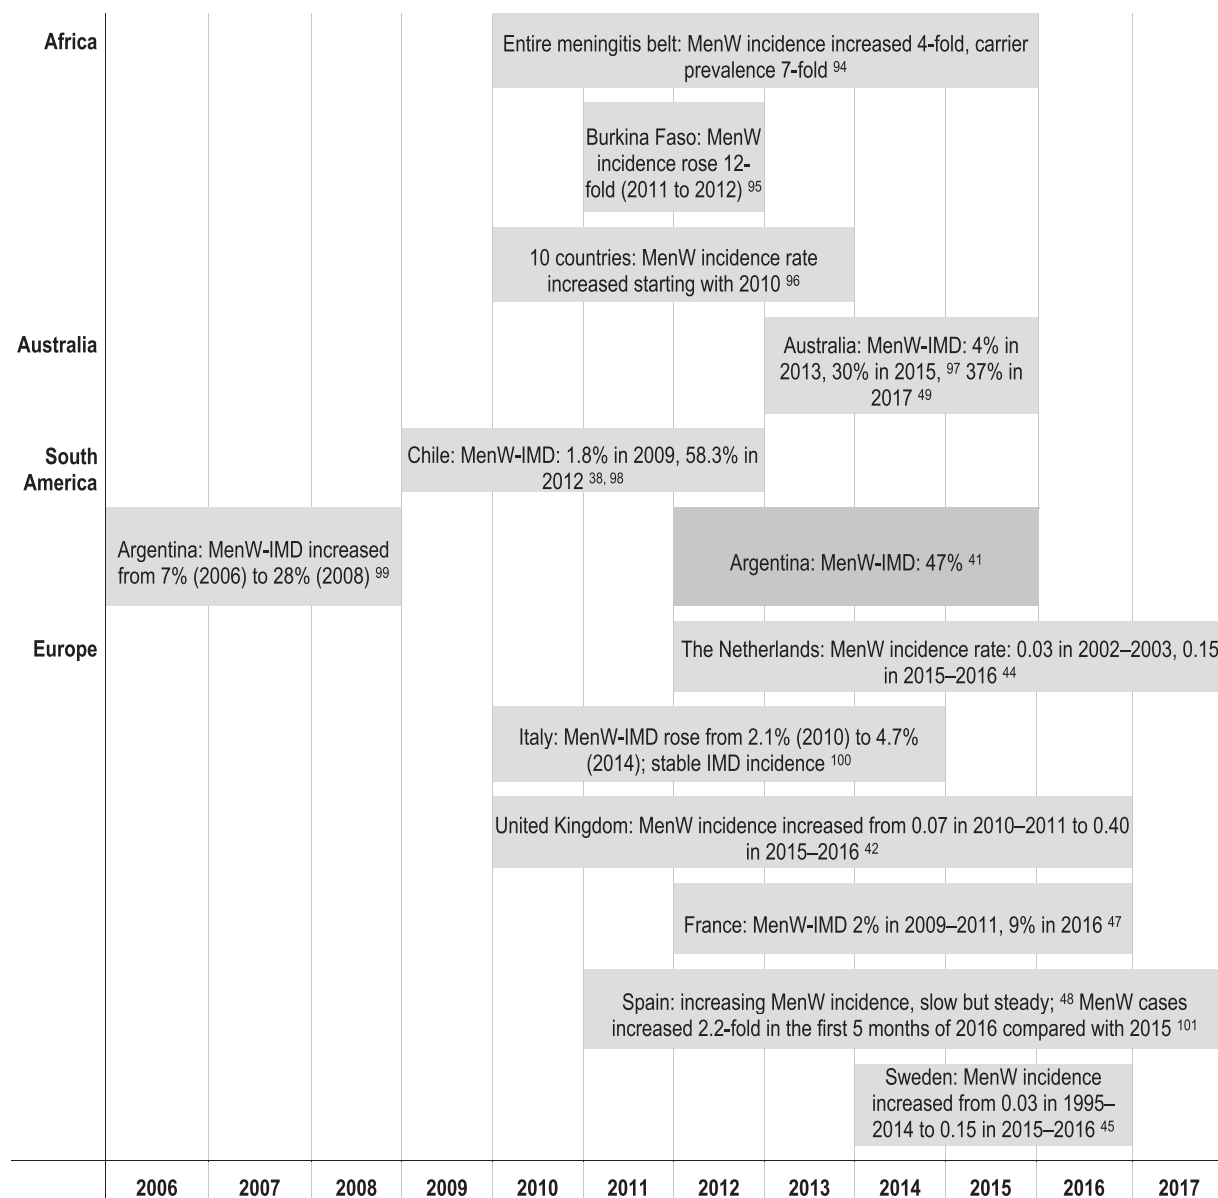 Africa
Entire meningitis belt: MenW incidence increased 4-fold, carrier
prevalence 7-fold 94
Burkina Faso: MenW
incidence rose 12-
fold (2011 to 2012) 95
10 countries: MenW incidence rate
increased starting with 2010 96
Australia
Australia: MenW-IMD: 4% in
2013, 30% in 2015, 97 37% in
2017 49
South
America
Chile: MenW-IMD: 1.8% in 2009, 58.3% in
2012 38, 98
Argentina: MenW-IMD increased
from 7% (2006) to 28% (2008) 99
Argentina: MenW-IMD: 47% 41
Europe
The Netherlands: MenW incidence rate: 0.03 in 2002–2003, 0.15
in 2015–2016 44
Italy: MenW-IMD rose from 2.1% (2010) to 4.7%
(2014); stable IMD incidence 100
United Kingdom: MenW incidence increased from 0.07 in 2010–2011 to 0.40
in 2015–2016 42
France: MenW-IMD 2% in 2009–2011, 9% in 2016 47
Spain: increasing MenW incidence, slow but steady; 48 MenW cases
increased 2.2-fold in the first 5 months of 2016 compared with 2015 101
Sweden: MenW incidence
increased from 0.03 in 1995–
2014 to 0.15 in 2015–2016 45
2006 2007 2008 2009 2010 2011 2012 2013 2014 2015 2016 2017